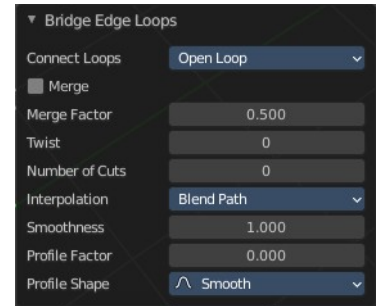 Bridge Edge Loops
Connect Loops Open Loop
Merge
Merge Factor 0.500
Twist 0
Number of Cuts 0
Interpolation Blend Path
Smoothness 1.000
Profile Factor 0.000
Profile Shape Smooth